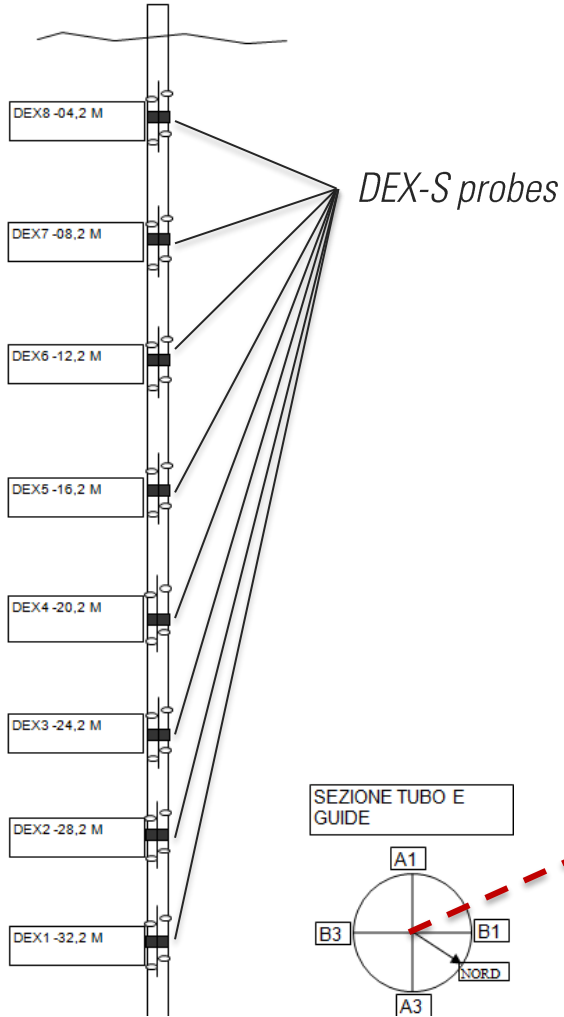 DEX8 -04,2 M
DEX-S probes
DEX7 -08,2 M
DEX6 -12,2 M
DEX5 -16,2 M
DEX4 -20,2 M
DEX3 -24,2 M
DEX2 -28,2 M
DEX1 -32,2 M
SEZIONE TUBO E
GUIDE
A1
B3
B1
NORD
A3